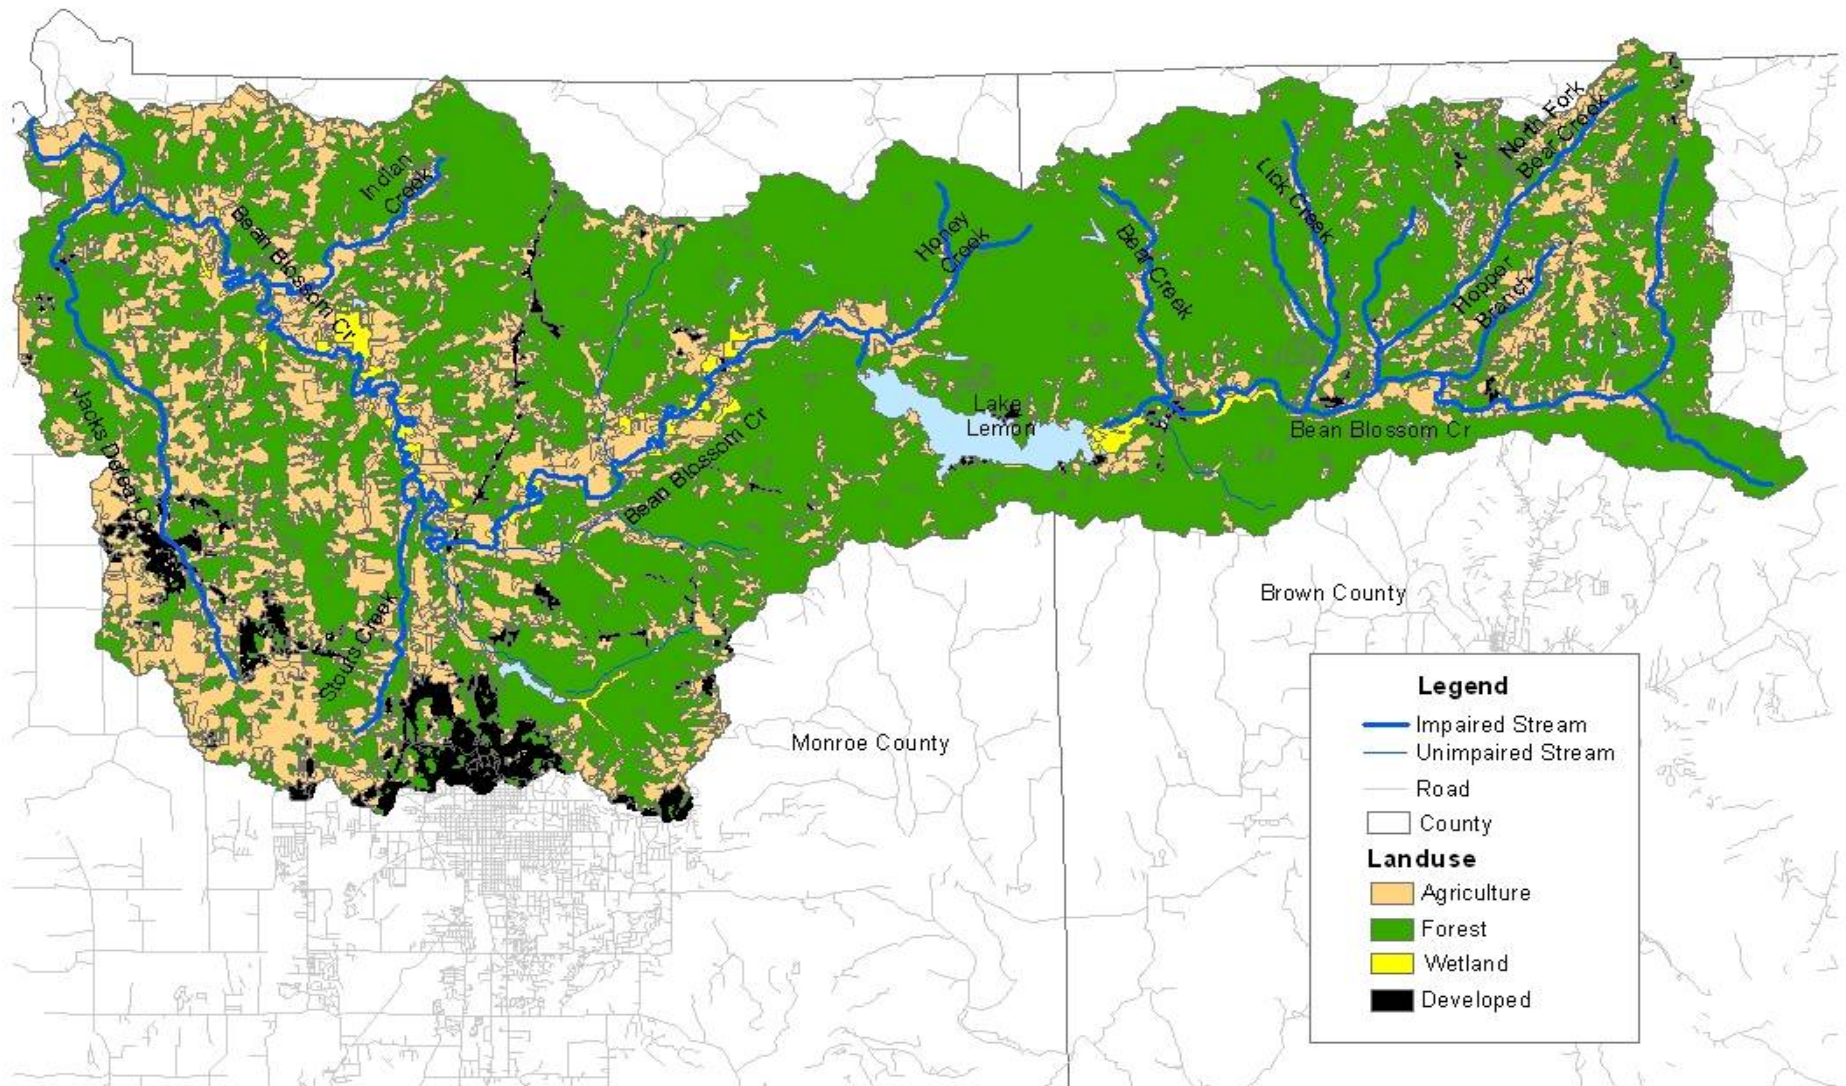 North Fork
Bear Creek
Indian
Creek
Lick Creek
Bean Blossom Cr
Honey
Creek
Bear Creek
Hopper
Branch
Jacks Defeat C
Lake
Lemon
Bean Blossom Cr
Bean Blossom Cr
Stouts Creek
Brown County
Monroe County
Legend
Impaired Stream
Unimpaired Stream
Road
County
Landuse
Agriculture
Forest
Wetland
Developed